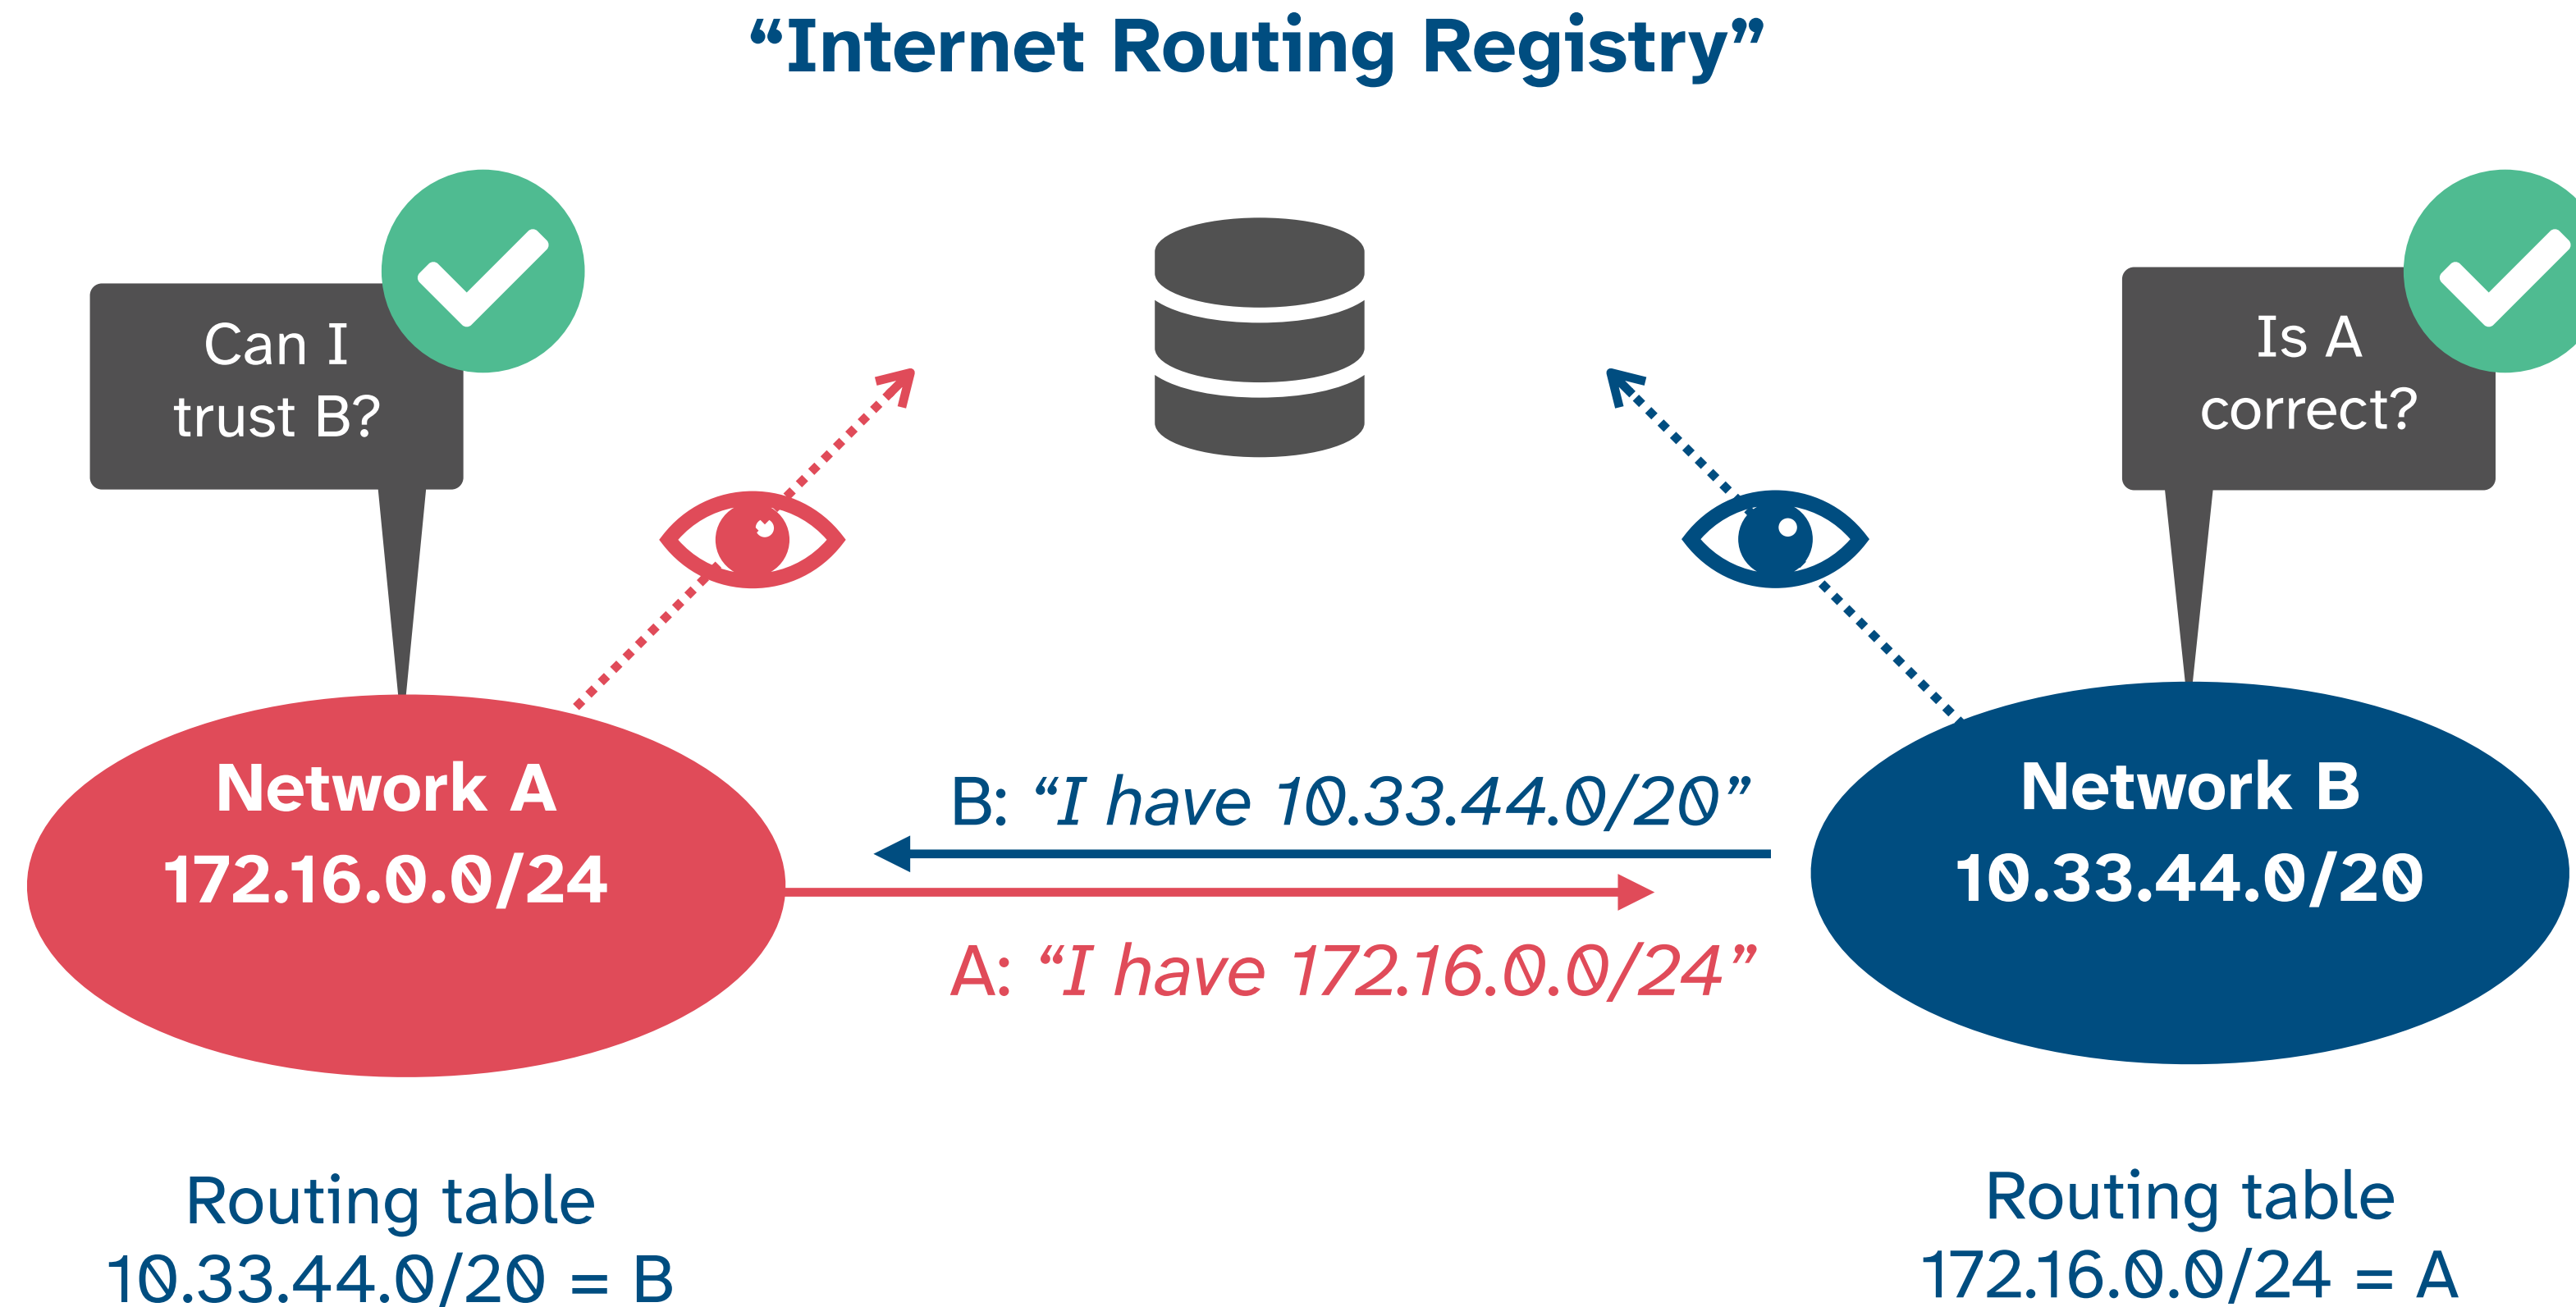 “Internet Routing Registry”
Can I
trust B?
Is A
correct?
Network A
172.16.0.0/24
B: “I have 10.33.44.0/20”
A: “I have 172.16.0.0/24”
Network B
10.33.44.0/20
Routing table
10.33.44.0/20 = B
Routing table
172.16.0.0/24 = A